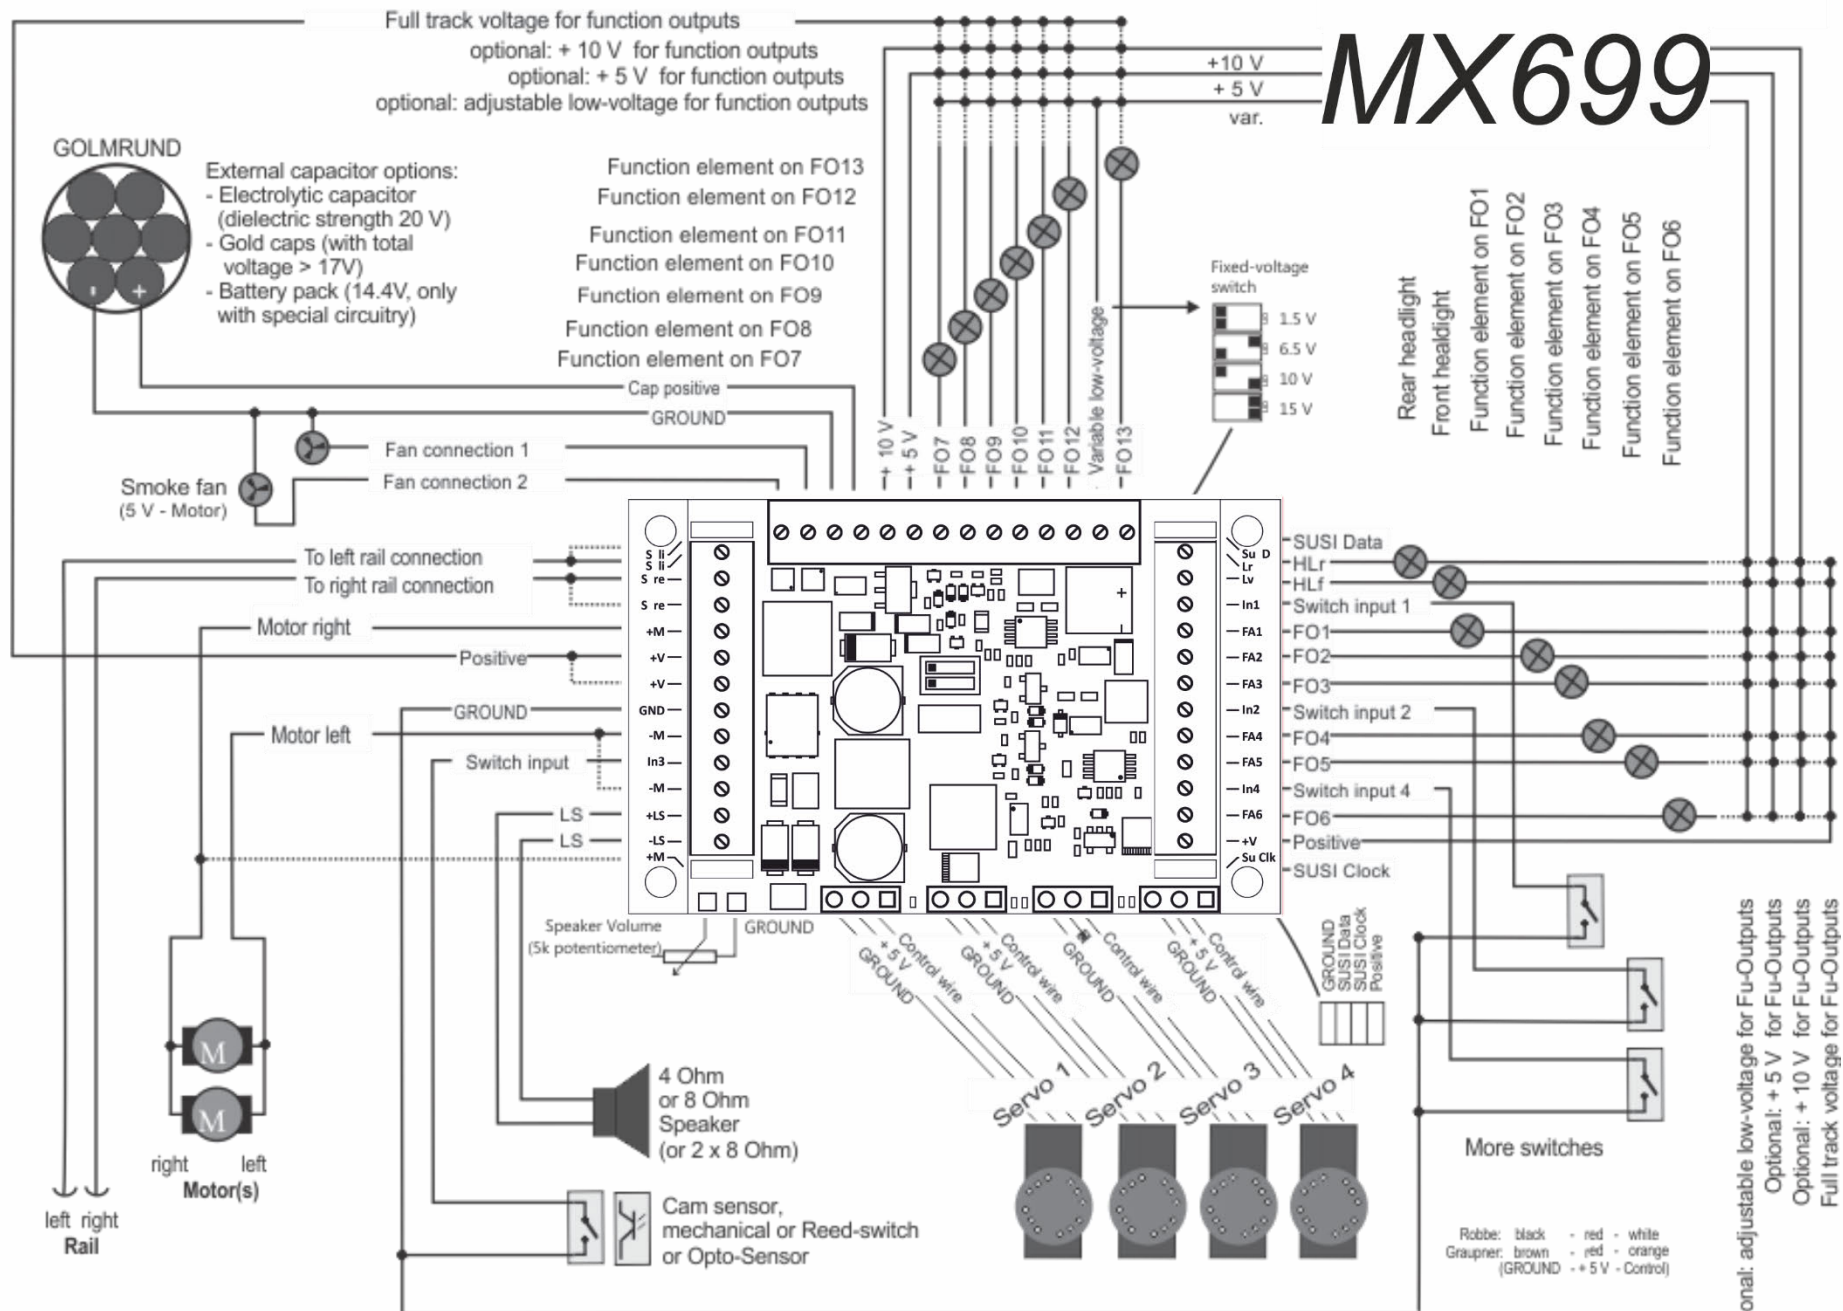 Full track voltage for function outputs
optional: + 10 V for function outputs
optional: + 5 V for function outputs
optional: adjustable low-voltage for function outputs
+10 V
+ 5 V
var.
MX699
GOLMRUND
- +
External capacitor options:
- Electrolytic capacitor
(dielectric strength 20 V)
- Gold caps (with total
voltage > 17V)
- Battery pack (14.4V, only
with special circuitry)
Function element on FO13
Function element on FO12
Function element on FO11
Function element on FO10
Function element on FO9
Function element on FO8
Function element on FO7
Cap positive
GROUND
Fan connection 1
Fan connection 2
Smoke fan
(5 V - Motor)
+ 10 V
+ 5 V
FO7
FO8
FO9
FO10
FO11
FO12
Variable low-voltage
FO13
Fixed-voltage
switch
1.5 V
6.5 V
10 V
15 V
Rear headlight
Front healdight
Function element on FO1
Function element on FO2
Function element on FO3
Function element on FO4
Function element on FO5
Function element on FO6
To left rail connection
To right rail connection
Motor right
Positive
GROUND
Motor left
Switch input
LS
LS
S li
S li
S re
S re
+M
+V
+V
GND
-M
In3
-M
+LS
-LS
+M
+
-
Su D
Lr
Lv
In1
FA1
FA2
FA3
In2
FA4
FA5
In4
FA6
+V
Su Clk
SUSI Data
HLr
HLf
Switch input 1
FO1
FO2
FO3
Switch input 2
FO4
FO5
Switch input 4
FO6
Positive
SUSI Clock
Speaker Volume
(5k potentiometer)
GROUND
Control wire
+ 5 V
GROUND
Control wire
+ 5 V
GROUND
Control wire
GROUND
Control wire
+ 5 V
GROUND
GROUND
SUSI Data
SUSI Clock
Positive
Servo 1
Servo 2
Servo 3
Servo 4
M
M
right left
Motor(s)
left right
Rail
4 Ohm
or 8 Ohm
Speaker
(or 2 x 8 Ohm)
Cam sensor,
mechanical or Reed-switch
or Opto-Sensor
More switches
Robbe: black - red - white
Graupner: brown - red - orange
(GROUND - + 5 V - Control)
onal: adjustable low-voltage for Fu-Outputs
Optional: + 5 V for Fu-Outputs
Optional: + 10 V for Fu-Outputs
Full track voltage for Fu-Outputs